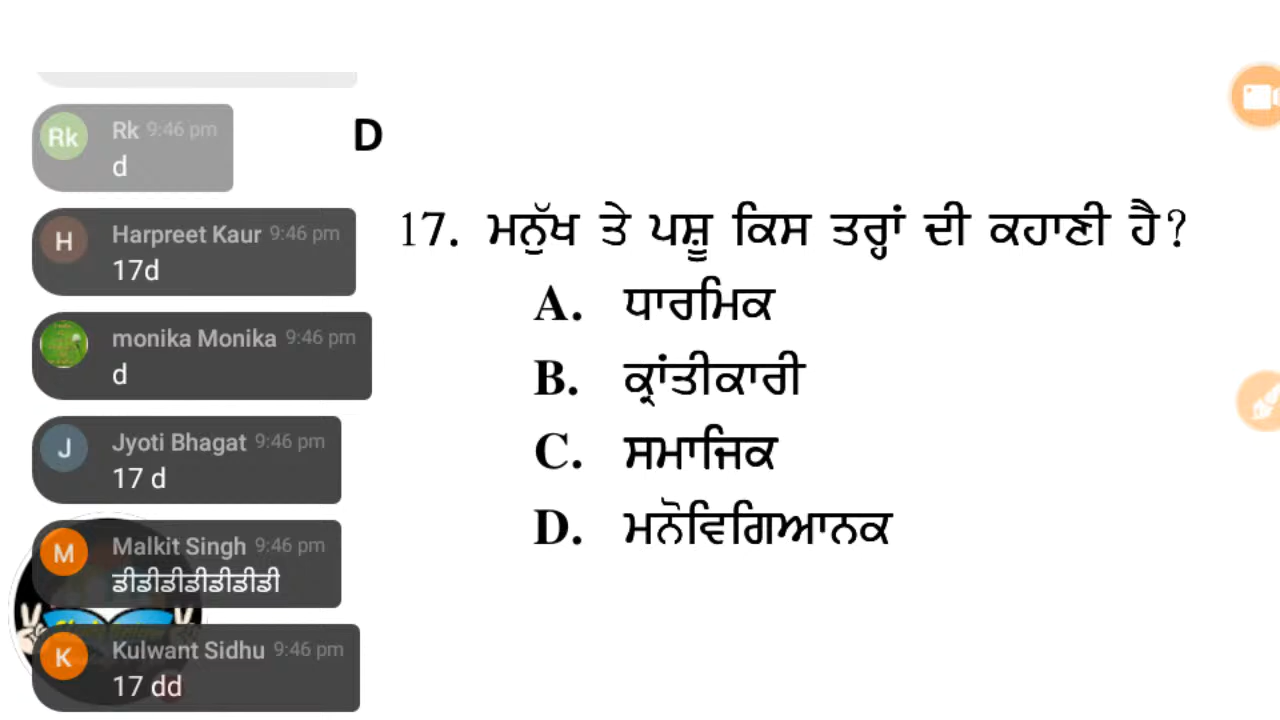 Rk
Rk 9:46 pm
d
D
H
Harpreet Kaur 9:46 pm
17d
monika Monika 9:46 pm
d
J
Jyoti Bhagat 9:46 pm
17 d
M
Malkit Singh 9:46 pm
ਡੀਡੀਡੀਡੀਡੀਡੀਡੀ
K
Kulwant Sidhu 9:46 pm
17 dd
17. ਮਨੁੱਖ ਤੇ ਪਸ਼ੂ ਕਿਸ ਤਰ੍ਹਾਂ ਦੀ ਕਹਾਣੀ ਹੈ?
A. ਧਾਰਮਿਕ
B. ਕ੍ਰਾਂਤੀਕਾਰੀ
C. ਸਮਾਜਿਕ
D. ਮਨੋਵਿਗਿਆਨਕ